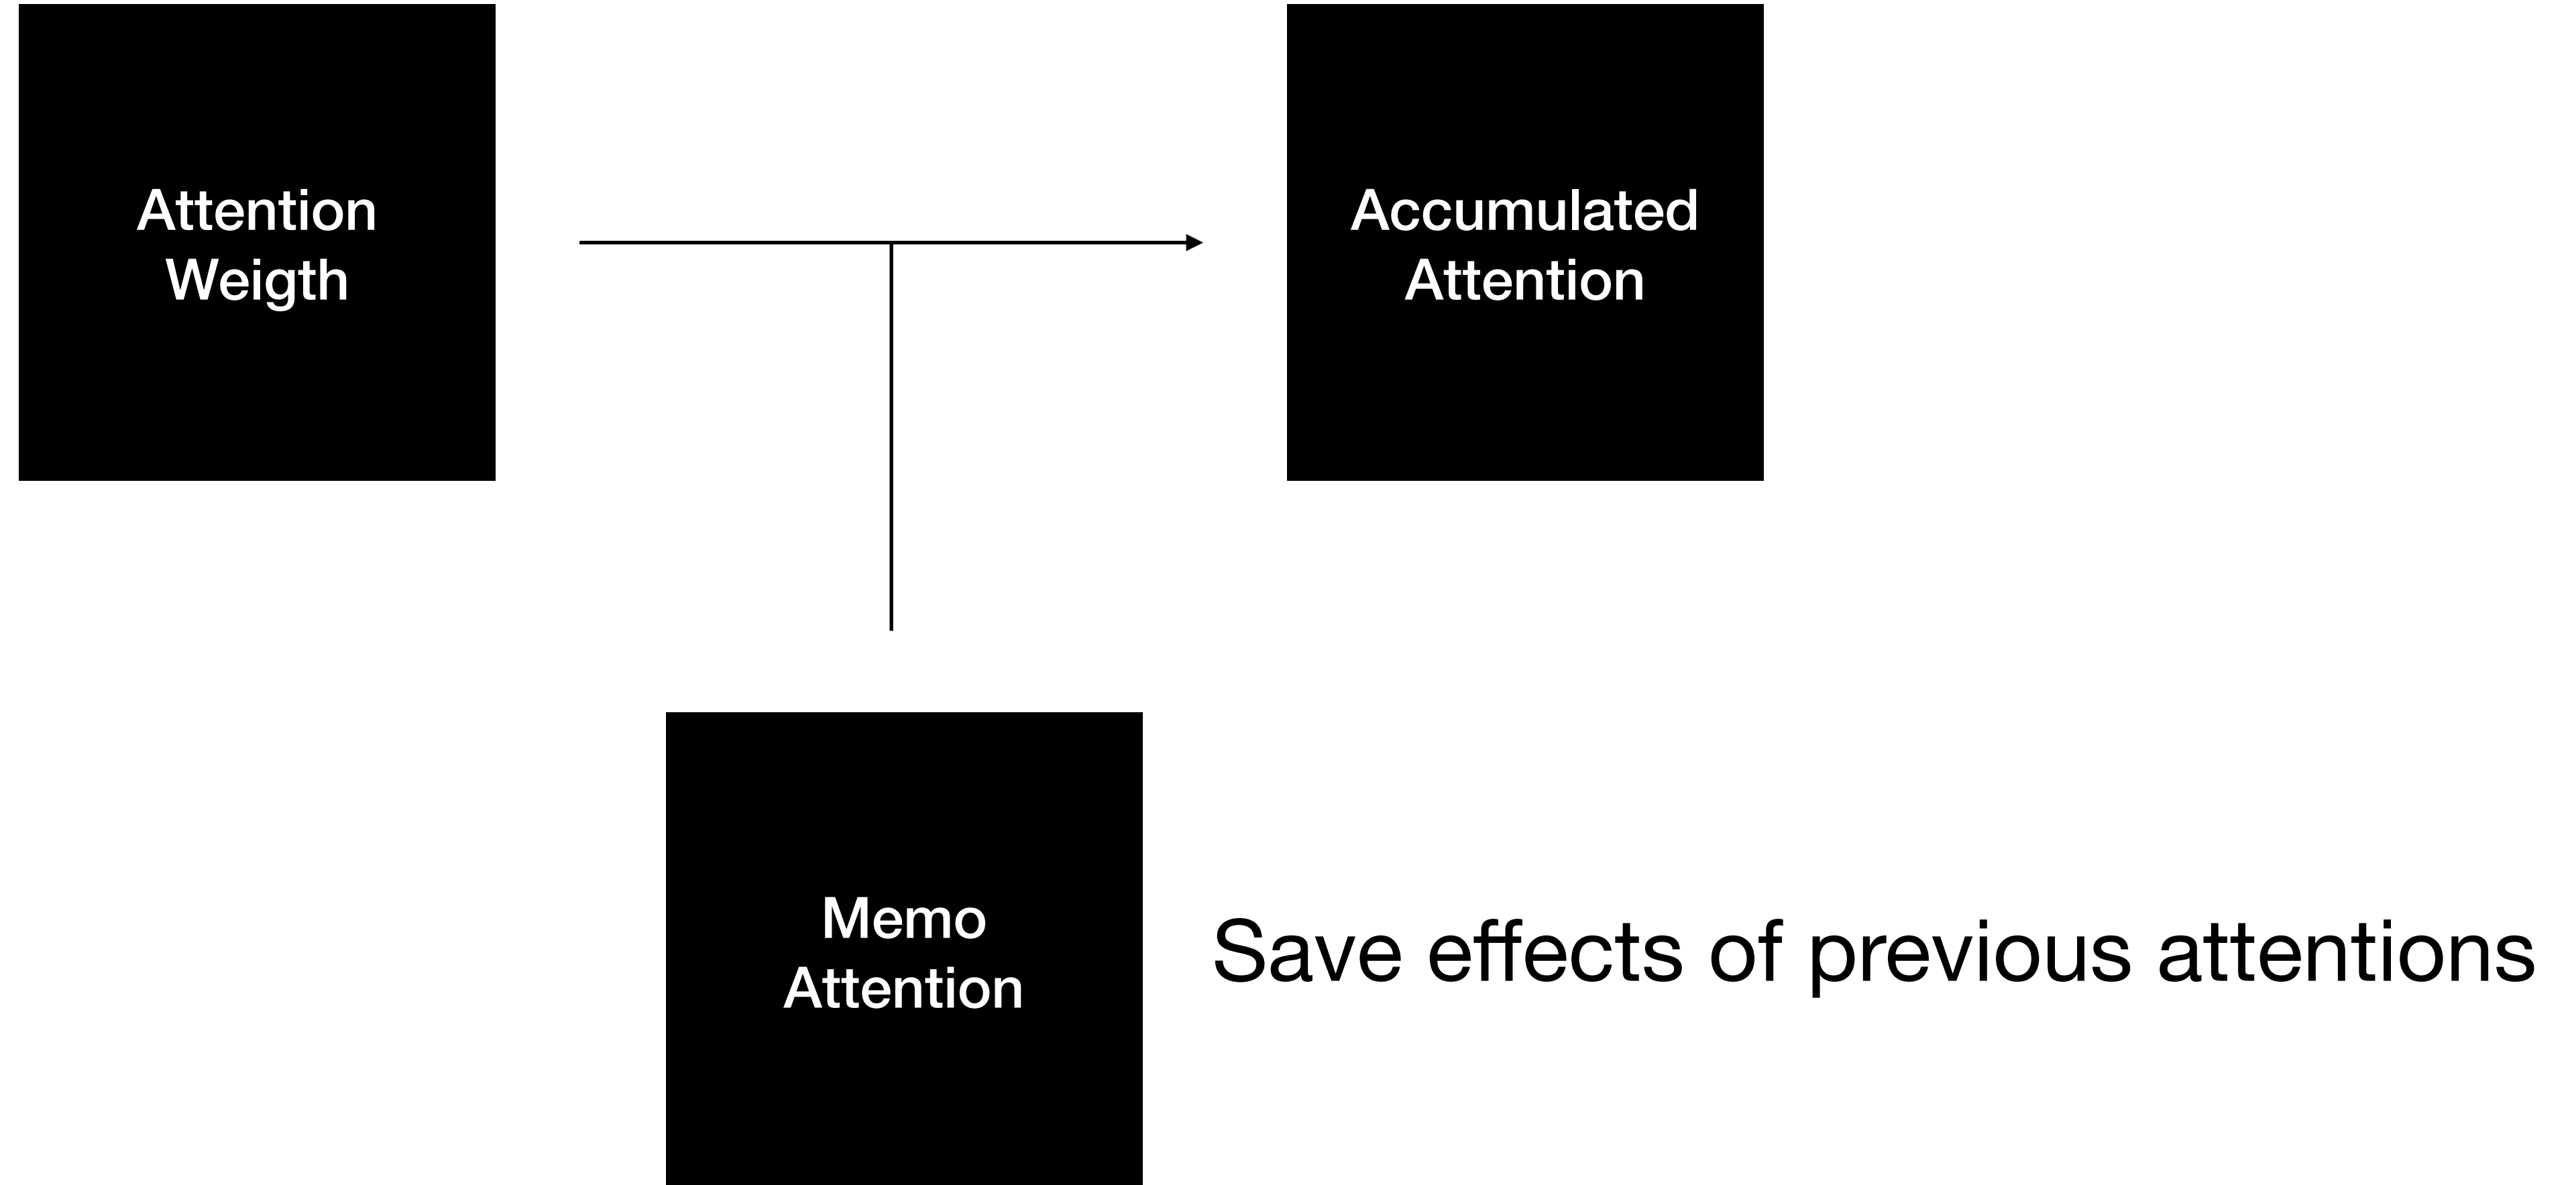 Attention
Weigth
Accumulated
Attention
Memo
Attention
Save effects of previous attentions